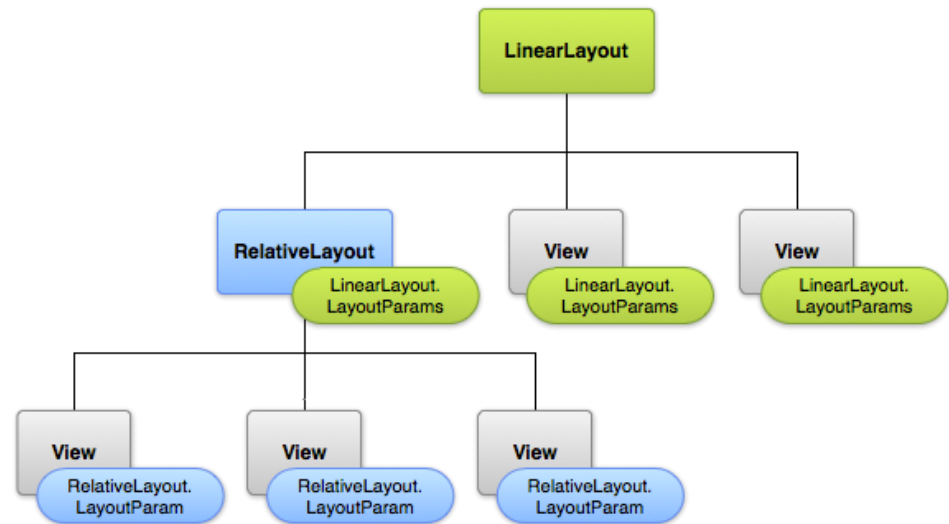 LinearLayout
RelativeLayout
LinearLayout.
LayoutParams
View
LinearLayout.
LayoutParams
View
LinearLayout.
LayoutParams
View
RelativeLayout.
LayoutParam
View
RelativeLayout.
LayoutParam
View
RelativeLayout.
LayoutParam